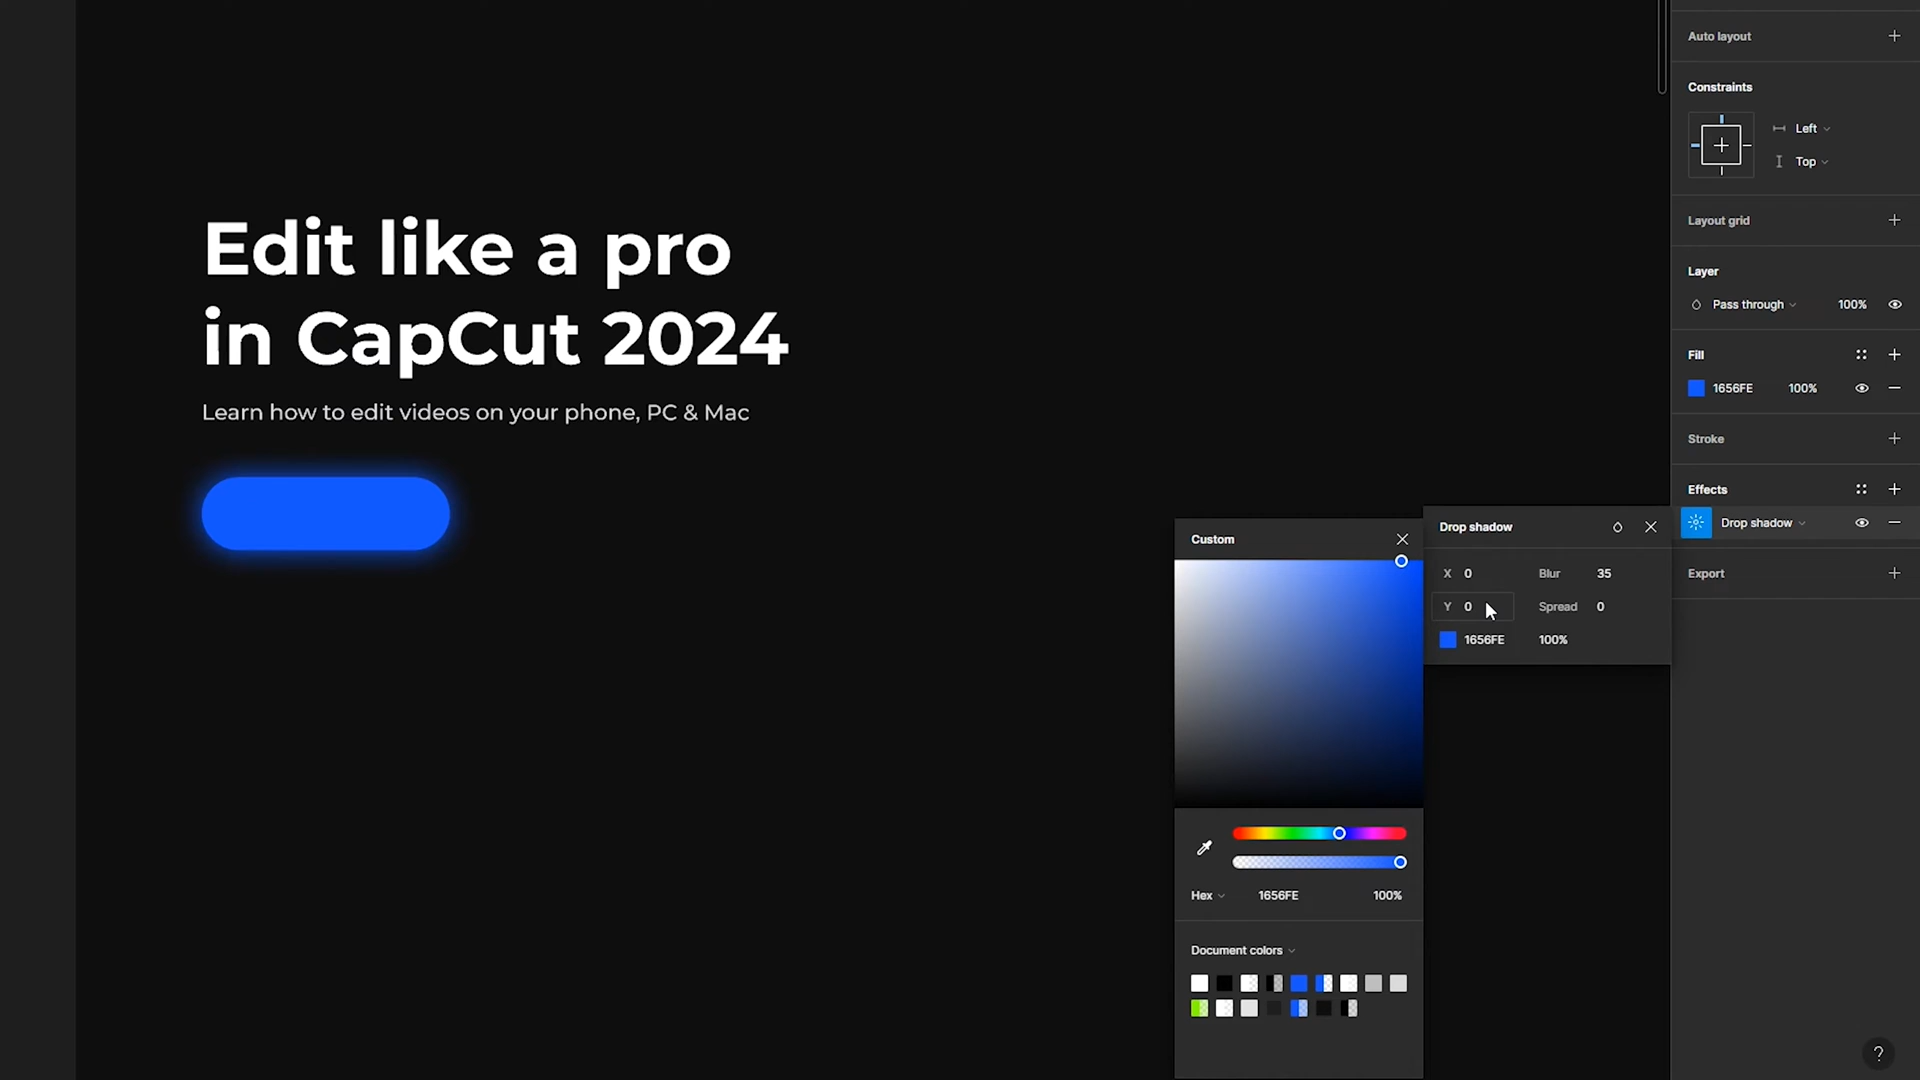 Auto layout
Constraints
Left
Top
Edit like a pro
in CapCut 2024
Learn how to edit videos on your phone, PC & Mac
Layout grid
Layer
Pass through 100%
Fill
1656FE 100%
Stroke
Effects
Drop shadow
Export
Drop shadow
X 0 Blur 35
Y 0 Spread 0
1656FE 100%
Custom
Hex 1656FE 100%
Document colors
?